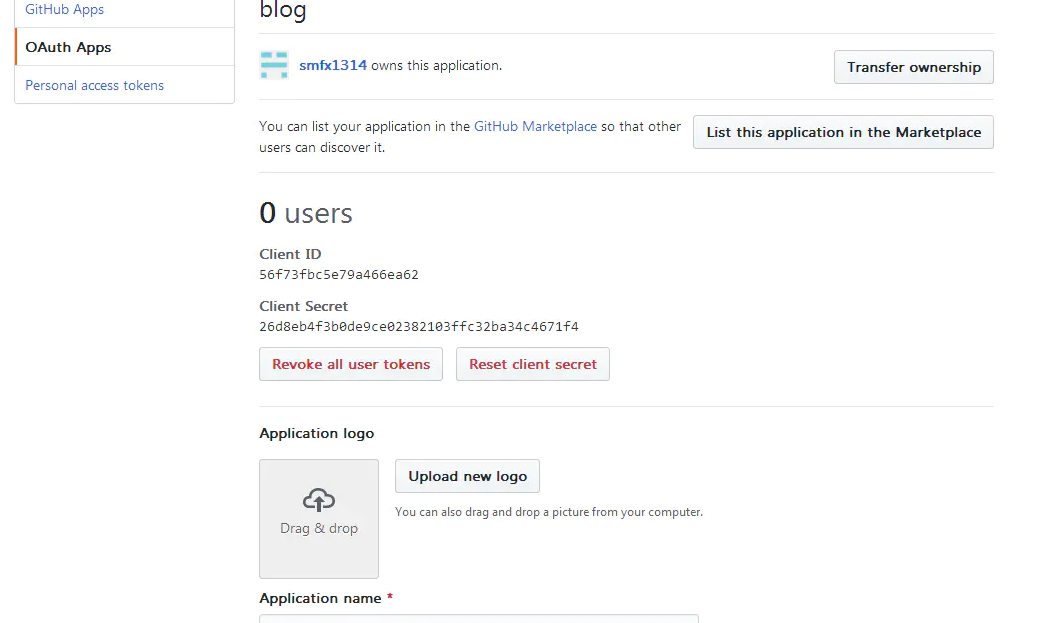 GitHub Apps
OAuth Apps
Personal access tokens
blog
smfx1314 owns this application.
Transfer ownership
You can list your application in the GitHub Marketplace so that other
users can discover it.
List this application in the Marketplace
0 users
Client ID
56f73fbc5e79a466ea62
Client Secret
26d8eb4f3b0de9ce02382103ffc32ba34c4671f4
Revoke all user tokens
Reset client secret
Application logo
Drag & drop
Upload new logo
You can also drag and drop a picture from your computer.
Application name *